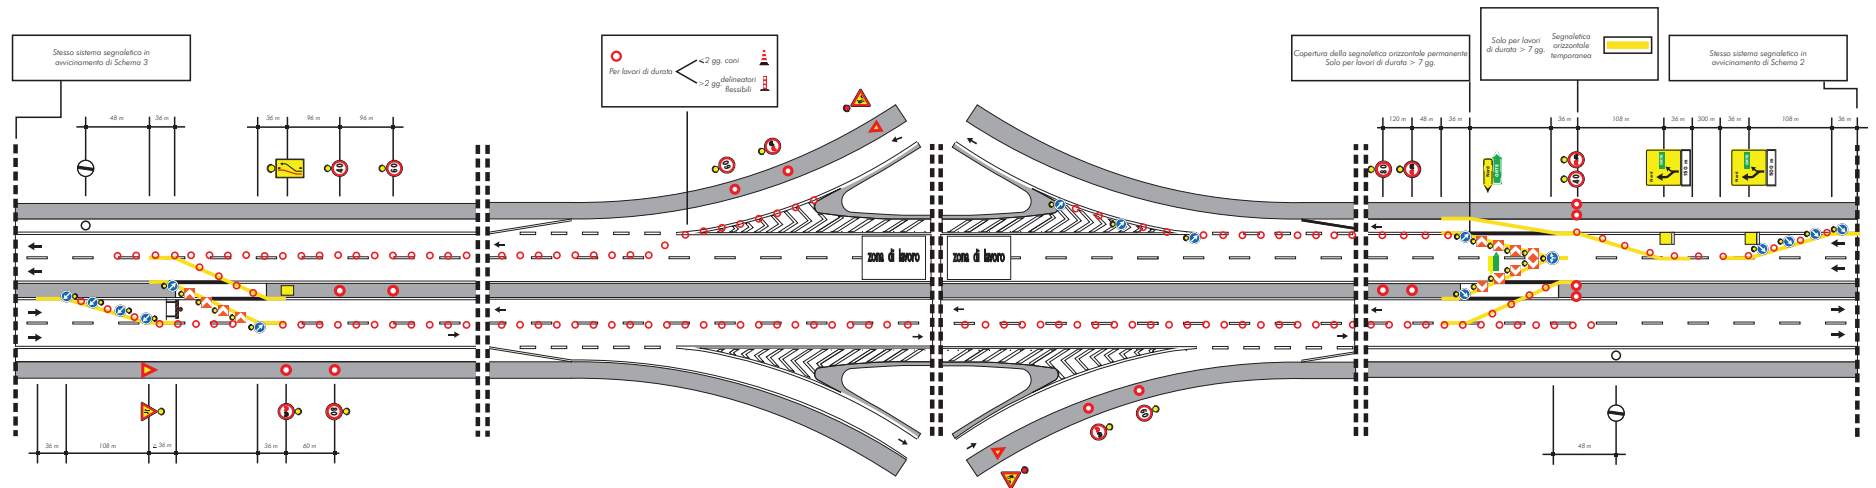 Stesso sistema segnaletico in
avvicinamento di Schema 3
Per lavori di durata
<2 gg. coni
>2 gg. delineatori
flessibili
Copertura della segnaletica orizzontale permanente
Solo per lavori di durata > 7 gg.
Solo per lavori
di durata > 7 gg.
Segnaletica
orizzontale
temporanea
Stesso sistema segnaletico in
avvicinamento di Schema 2
48 m
36 m
36 m
96 m
96 m
120 m
48 m
36 m
36 m
108 m
36 m
300 m
36 m
108 m
36 m
40
60
60
80
40
zona di lavoro
zona di lavoro
80
60
36 m
108 m
≥ 36 m
36 m
60 m
48 m